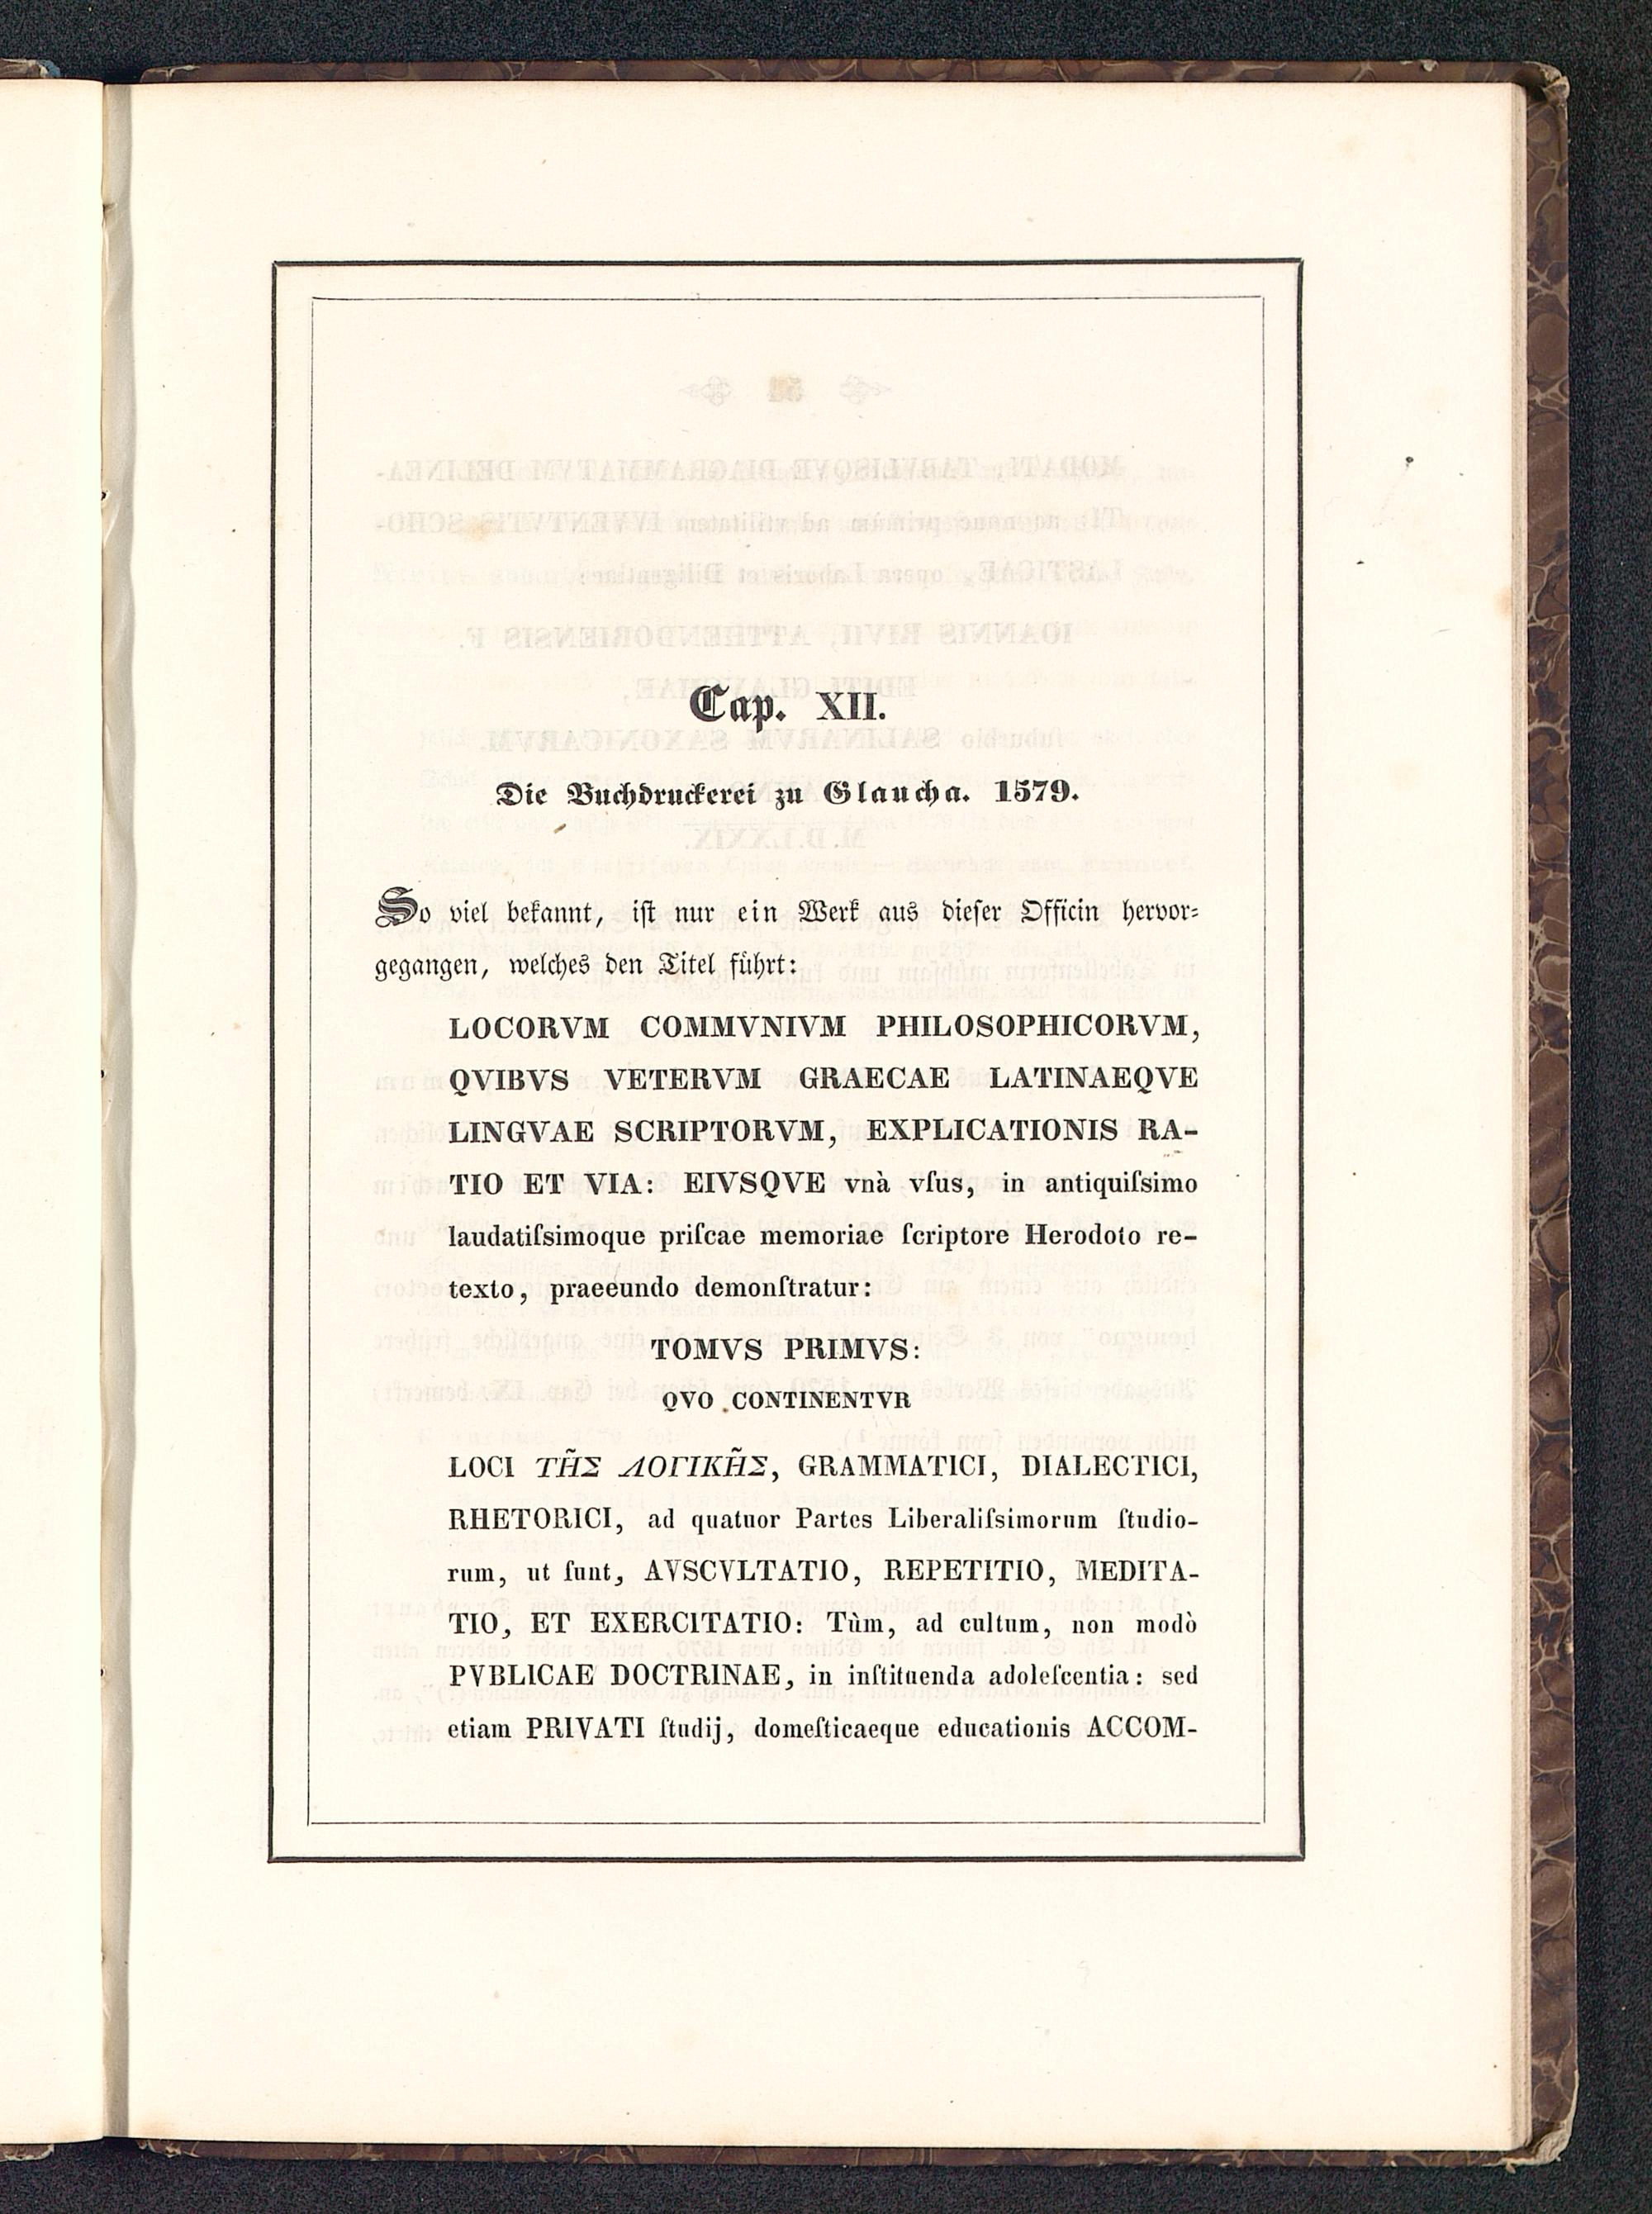 Cap. XII.
Die Buchdruckerei zu Glaucha. 1579.
So viel bekannt, iſt nur ein Werk aus dieſer Officin hervor-
gegangen, welches den Titel führt:
LOCORVM COMMVNIVM PHILOSOPHICORVM,
QVIBVS VETERVM GRAECAE LATINAEQVE
LINGVAE SCRIPTORVM, EXPLICATIONIS RA-
TIO ET VIA: EIVSQVE vnà vſus, in antiquiſsimo
laudatiſsimoque priſcae memoriae ſcriptore Herodoto re-
texto, praeeundo demonſtratur:
TOMVS PRIMVS:
QVO CONTINENTVR
LOCI ΤΗ̃Σ ΛΟΓΙΚΗ̃Σ, GRAMMATICI, DIALECTICI,
RHETORICI, ad quatuor Partes Liberaliſsimorum ſtudio-
rum, ut ſunt, AVSCVLTATIO, REPETITIO, MEDITA-
TIO, ET EXERCITATIO: Tùm, ad cultum, non modò
PVBLICAE DOCTRINAE, in inſtituenda adoleſcentia: sed
etiam PRIVATI ſtudij, domeſticaeque educationis ACCOM-